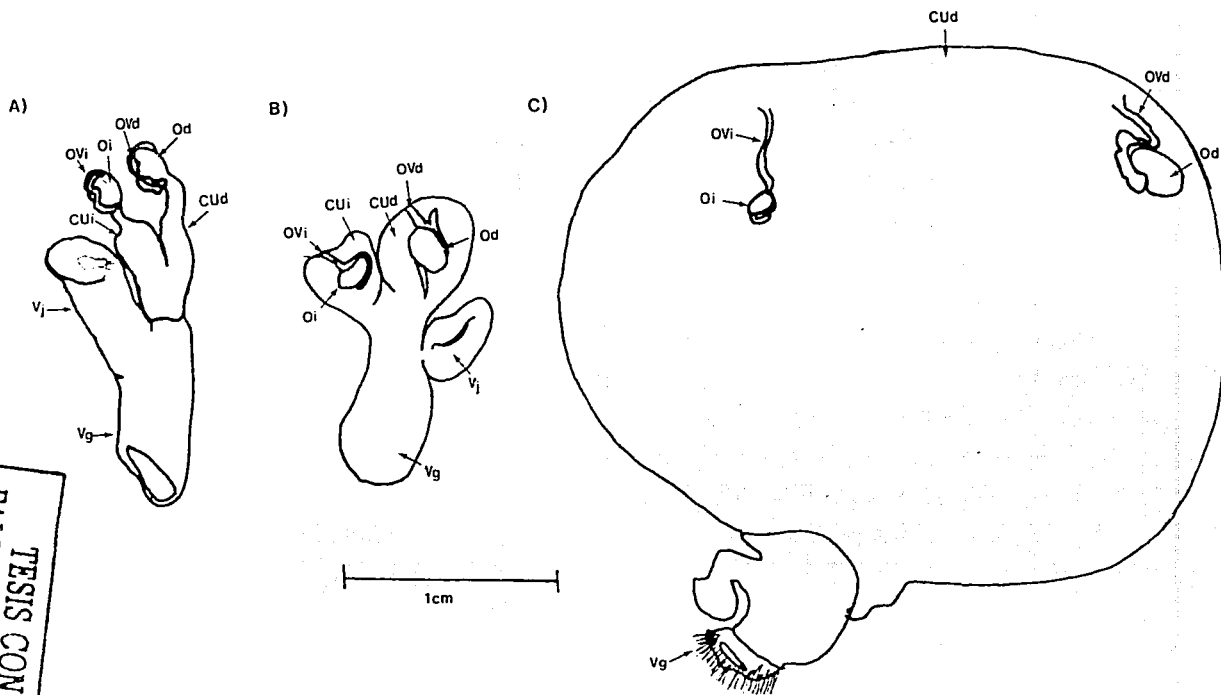 A)
OVi
Oi
OVd
Od
CUi
CUd
Vj
Vg
B)
OVd
CUi
CUd
OVi
Od
Oi
Vj
Vg
1cm
C)
CUd
OVd
OVi
Od
Oi
Vg
TESIS CON